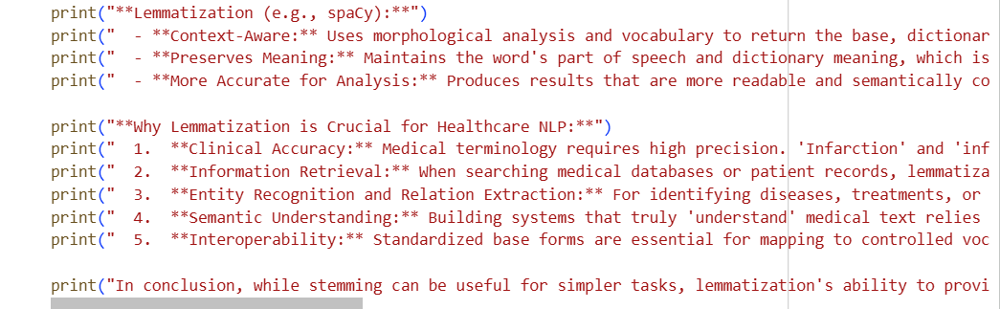 print("**Lemmatization (e.g., spaCy):**")
print("  - **Context-Aware:** Uses morphological analysis and vocabulary to return the base, dictionar
print("  - **Preserves Meaning:** Maintains the word's part of speech and dictionary meaning, which is
print("  - **More Accurate for Analysis:** Produces results that are more readable and semantically co
print("**Why Lemmatization is Crucial for Healthcare NLP:**")
print("  1.  **Clinical Accuracy:** Medical terminology requires high precision. 'Infarction' and 'inf
print("  2.  **Information Retrieval:** When searching medical databases or patient records, lemmatiza
print("  3.  **Entity Recognition and Relation Extraction:** For identifying diseases, treatments, or
print("  4.  **Semantic Understanding:** Building systems that truly 'understand' medical text relies
print("  5.  **Interoperability:** Standardized base forms are essential for mapping to controlled voc
print("In conclusion, while stemming can be useful for simpler tasks, lemmatization's ability to provi